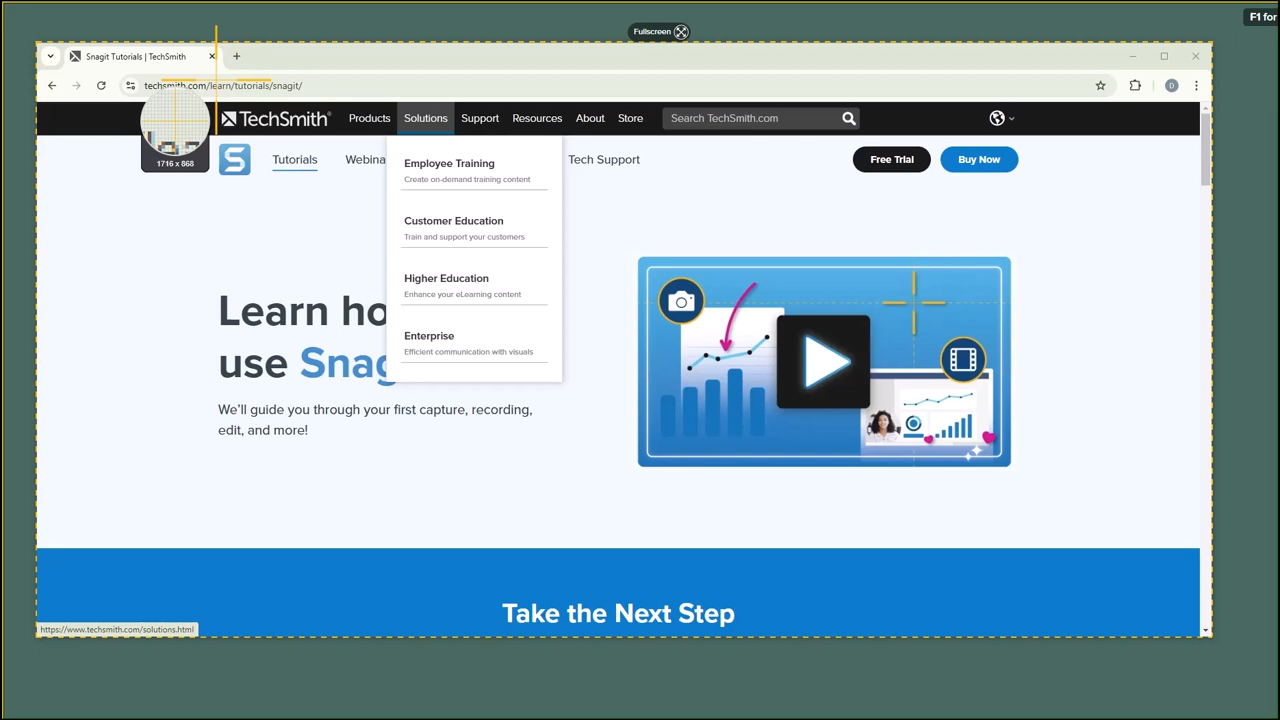 F1 for
Fullscreen
Snagit Tutorials | TechSmith
techsmith.com/learn/tutorials/snagit/
D
TechSmith®
Products
Solutions
Support
Resources
About
Store
Search TechSmith.com
1716 x 868
S
Tutorials
Webina
Tech Support
Free Trial
Buy Now
Employee Training
Create on-demand training content
Customer Education
Train and support your customers
Higher Education
Enhance your eLearning content
Enterprise
Efficient communication with visuals
Learn ho
use Snag
We'll guide you through your first capture, recording,
edit, and more!
Take the Next Step
https://www.techsmith.com/solutions.html